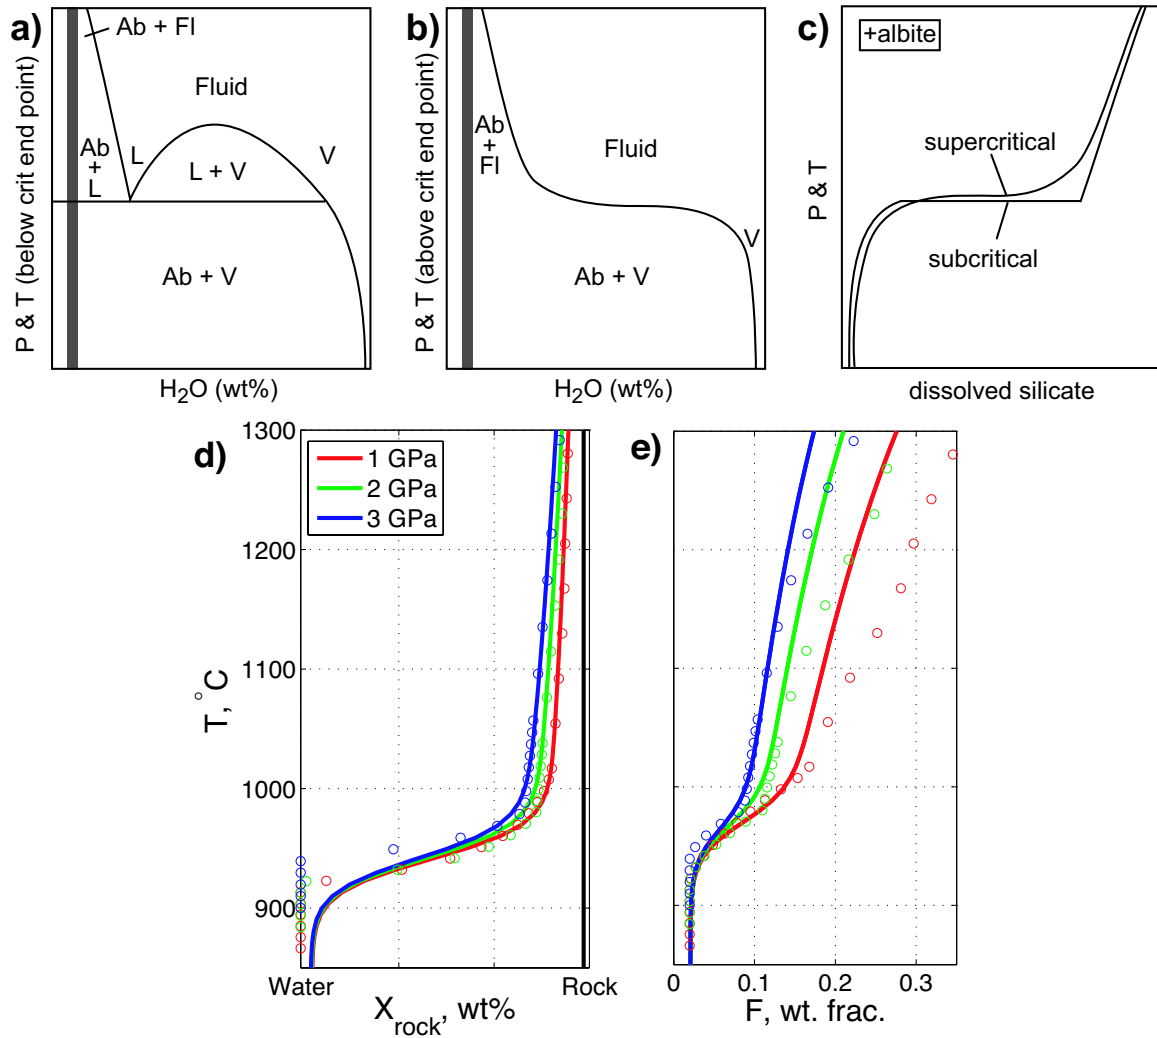 a)
Ab + Fl
Fluid
Ab
+
L
L
L + V
V
Ab + V
P & T (below crit end point)
H2O (wt%)
b)
Ab
+
Fl
Fluid
V
Ab + V
P & T (above crit end point)
H2O (wt%)
c)
+albite
supercritical
subcritical
P & T
dissolved silicate
d)
1 GPa
2 GPa
3 GPa
1300
1200
1100
1000
900
T, °C
Water
Rock
Xrock, wt%
e)
0
0.1
0.2
0.3
F, wt. frac.